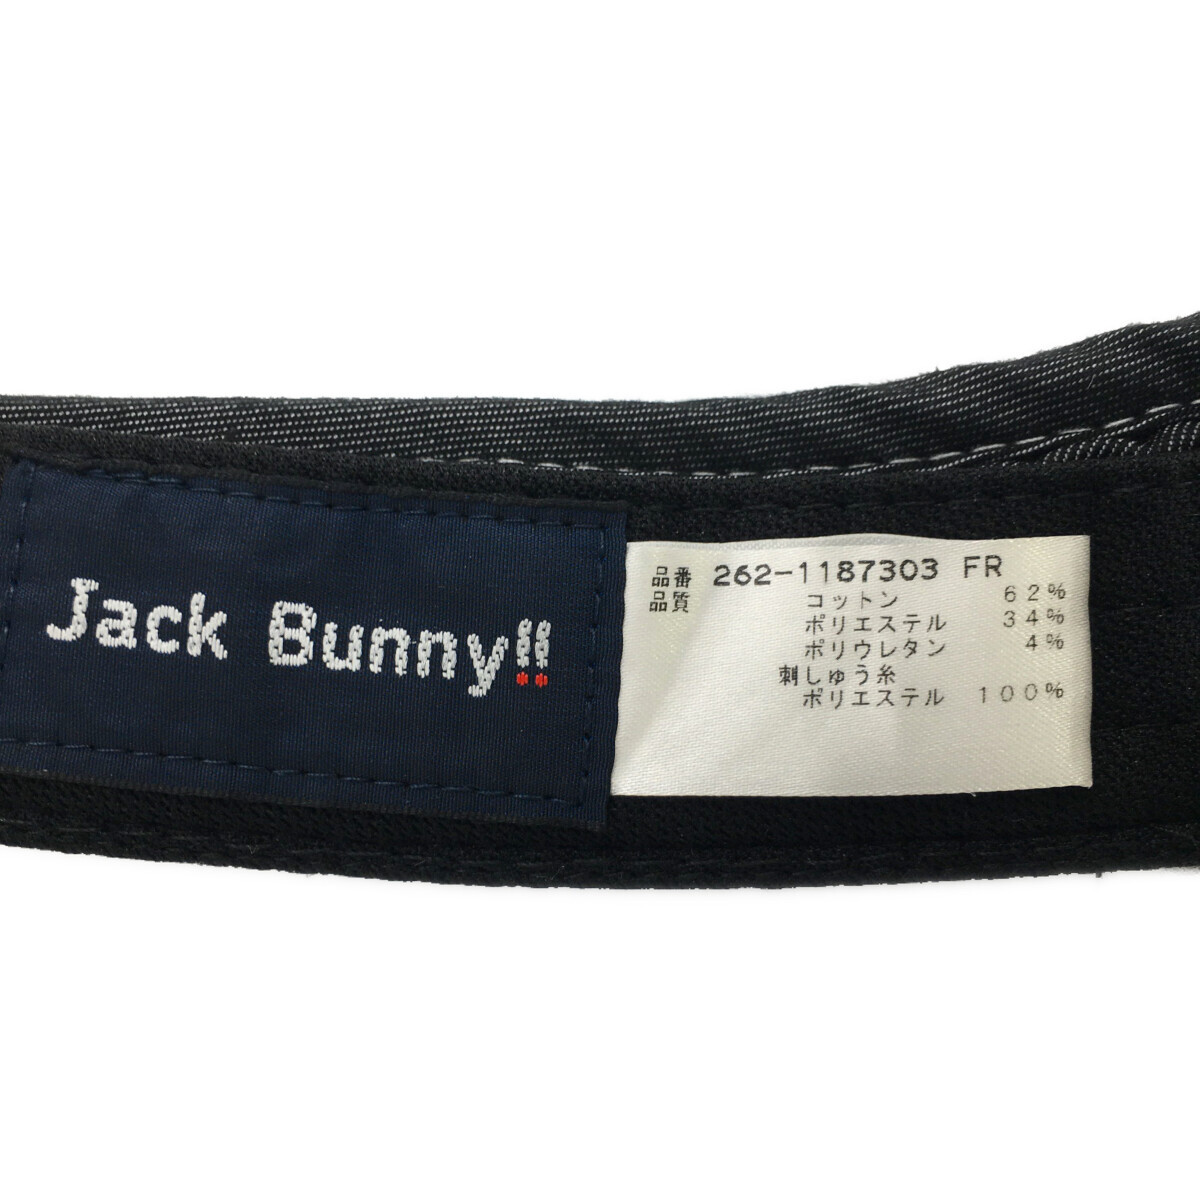 Jack Bunny!!
品番 262-1187303 FR
品質 コットン 62%
ポリエステル 34%
ポリウレタン 4%
刺しゅう糸
ポリエステル 100%